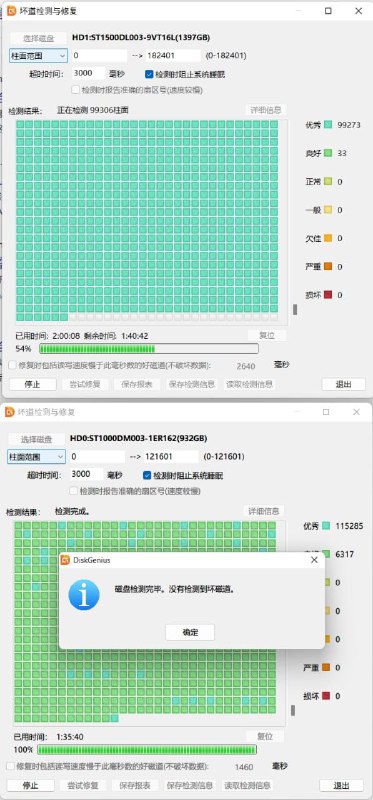 坏道检测与修复
选择磁盘 HD1:ST1500DL003-9VT16L(1397GB)
柱面范围 0 --> 182401 (0-182401)
超时时间： 3000 毫秒 检测时阻止系统睡眠
检测时报告准确的扇区号(速度较慢)
检测结果： 正在检测 99306柱面 详细信息
优秀 99273
良好 33
正常 0
一般 0
欠佳 0
严重 0
损坏 0
已用时间: 2:00:08 剩余时间: 1:40:42 复位
54%
修复时包括读写速度慢于此毫秒数的好磁道(不破坏数据): 2640 毫秒
停止 尝试修复 保存报表 保存检测信息 读取检测信息 退出
坏道检测与修复
选择磁盘 HD0:ST1000DM003-1ER162(932GB)
柱面范围 0 --> 121601 (0-121601)
超时时间： 3000 毫秒 检测时阻止系统睡眠
检测时报告准确的扇区号(速度较慢)
检测结果： 检测完成。 详细信息
优秀 115285
6317
0
0
0
严重 0
损坏 0
DiskGenius
磁盘检测完毕。没有检测到坏磁道。
确定
已用时间: 1:35:40 复位
100%
修复时包括读写速度慢于此毫秒数的好磁道(不破坏数据): 1460 毫秒
停止 尝试修复 保存报表 保存检测信息 读取检测信息 退出